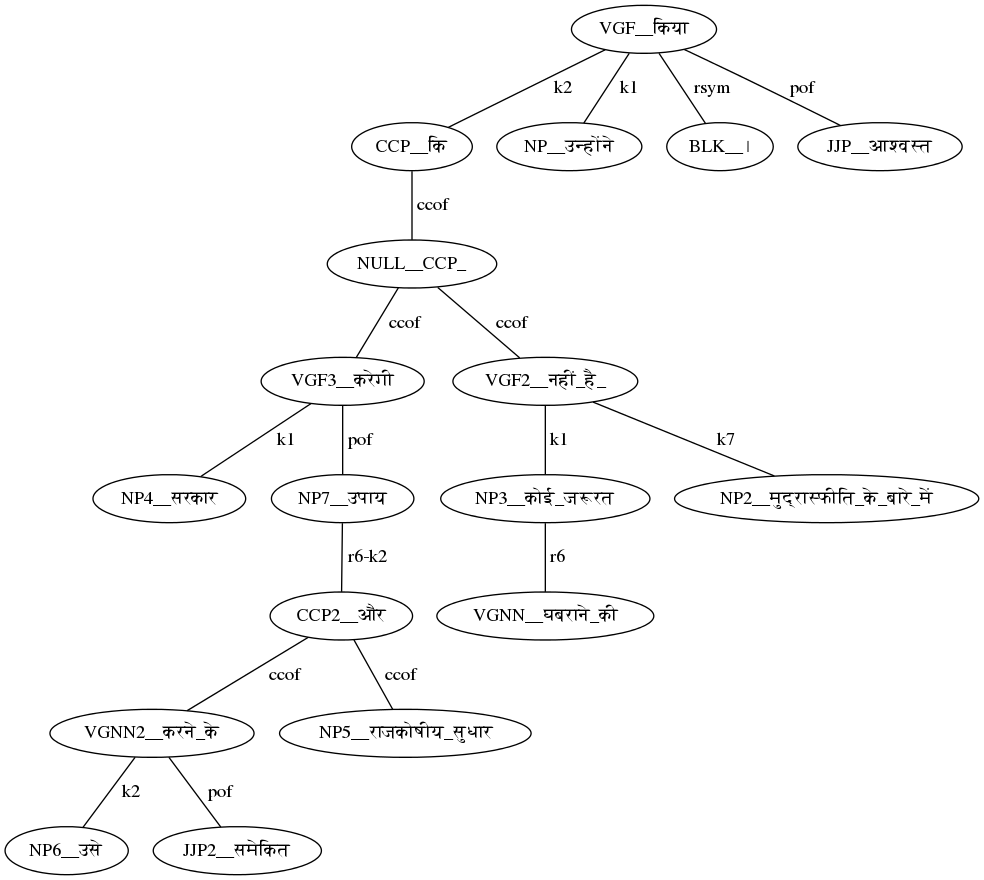 VGF__किया
k2
k1
rsym
pof
CCP__कि
NP__उन्होंने
BLK__।
JJP__आश्वस्त
ccof
NULL__CCP_
ccof
ccof
VGF3__करेगी
VGF2__नहीं_है_
k1
pof
k1
k7
NP4__सरकार
NP7__उपाय
NP3__कोई_जरूरत
NP2__मुद्रास्फीति_के_बारे_में
r6-k2
r6
CCP2__और
VGNN__घबराने_की
ccof
ccof
VGNN2__करने_के
NP5__राजकोषीय_सुधार
k2
pof
NP6__उसे
JJP2__समेकित